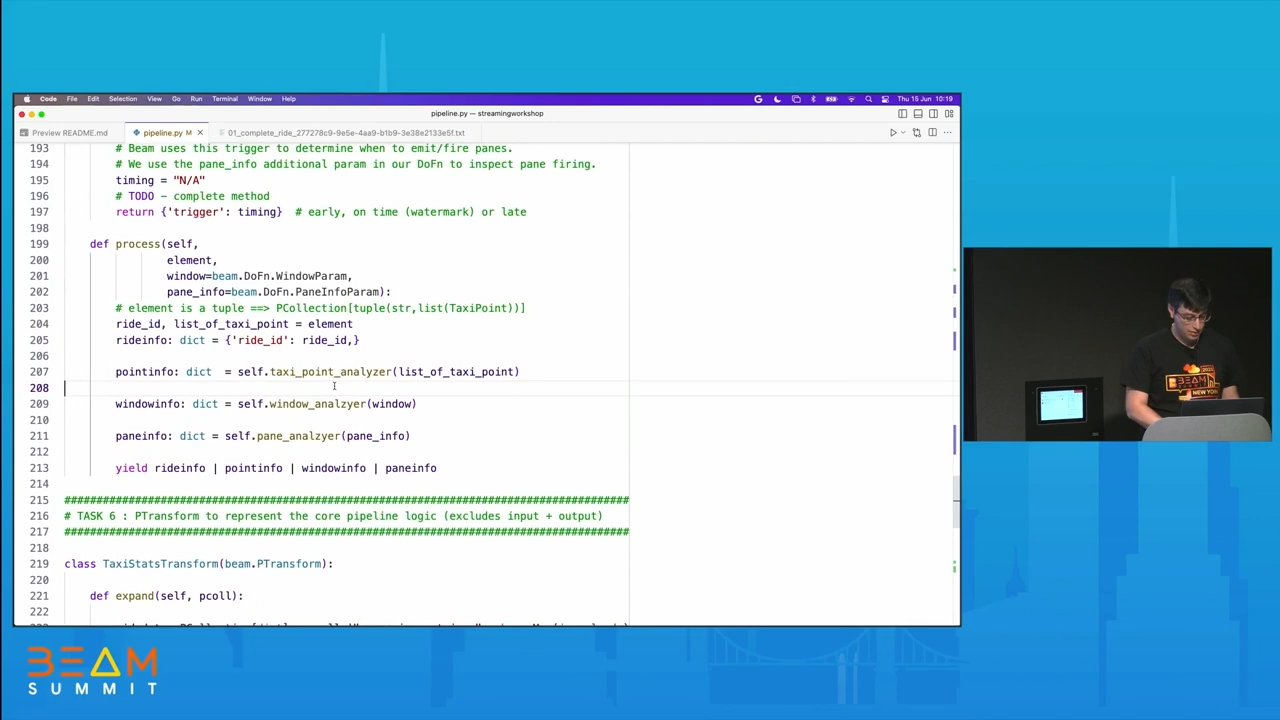 Code File Edit Selection View Go Run Terminal Window Help
Thu 15 Jun 10:19
pipeline.py — streamingworkshop
Preview README.md
pipeline.py M
01_complete_ride_277278c9-9e5e-4aa9-b1b9-3e38e2133e5f.txt
193 # Beam uses this trigger to determine when to emit/fire panes.
194 # We use the pane_info additional param in our DoFn to inspect pane firing.
195 timing = "N/A"
196 # TODO - complete method
197 return {'trigger': timing} # early, on time (watermark) or late
198
199 def process(self,
200 element,
201 window=beam.DoFn.WindowParam,
202 pane_info=beam.DoFn.PaneInfoParam):
203 # element is a tuple ==> PCollection[tuple(str,list(TaxiPoint))]
204 ride_id, list_of_taxi_point = element
205 rideinfo: dict = {'ride_id': ride_id,}
206
207 pointinfo: dict = self.taxi_point_analyzer(list_of_taxi_point)
208
209 windowinfo: dict = self.window_analzyer(window)
210
211 paneinfo: dict = self.pane_analzyer(pane_info)
212
213 yield rideinfo | pointinfo | windowinfo | paneinfo
214
215 ########################################################################################
216 # TASK 6 : PTransform to represent the core pipeline logic (excludes input + output)
217 ########################################################################################
218
219 class TaxiStatsTransform(beam.PTransform):
220
221 def expand(self, pcoll):
222
BEAM
SUMMIT
BEAM
SUMMIT
NEW YORK